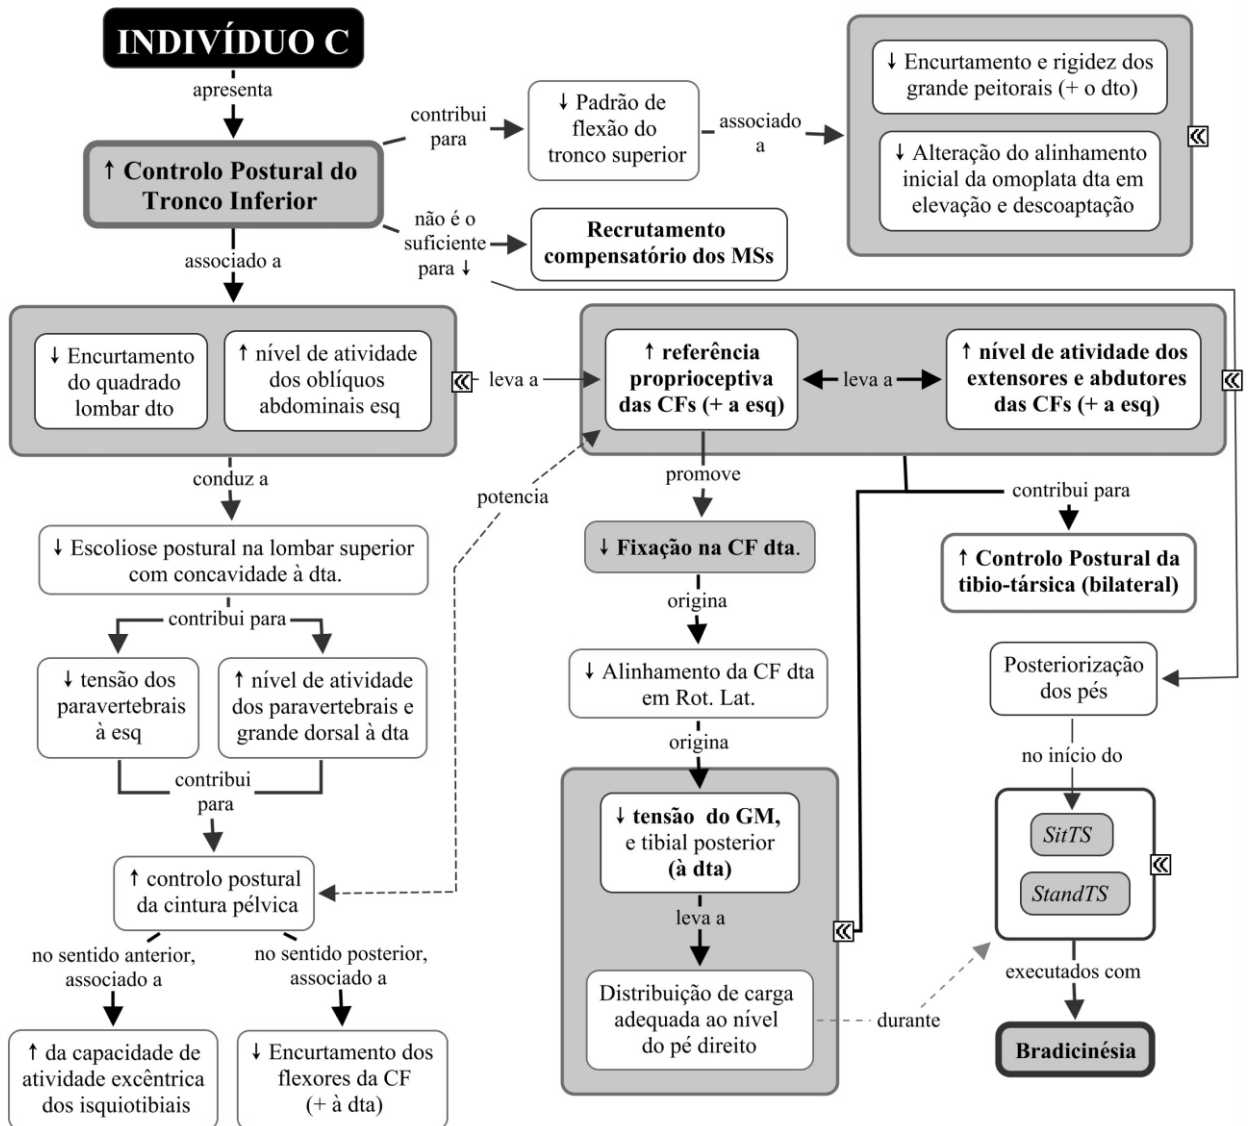 INDIVÍDUO C
apresenta
↑ Controlo Postural do
Tronco Inferior
contribui
para
↓ Padrão de
flexão do
tronco superior
associado
a
↓ Encurtamento e rigidez dos
grande peitorais (+ o dto)
↓ Alteração do alinhamento
inicial da omoplata dta em
elevação e descoaptação
não é o
suficiente
para ↓
Recrutamento
compensatório dos MSs
associado a
↓ Encurtamento
do quadrado
lombar dto
↑ nível de atividade
dos oblíquos
abdominais esq
leva a
↑ referência
proprioceptiva
das CFs (+ a esq)
leva a
↑ nível de atividade dos
extensores e abdutores
das CFs (+ a esq)
conduz a
↓ Escoliose postural na lombar superior
com concavidade à dta.
contribui para
↓ tensão dos
paravertebrais
à esq
↑ nível de atividade
dos paravertebrais e
grande dorsal à dta
contribui
para
↑ controlo postural
da cintura pélvica
no sentido anterior,
associado a
no sentido posterior,
associado a
↑ da capacidade de
atividade excêntrica
dos isquiotibiais
↓ Encurtamento dos
flexores da CF
(+ à dta)
potencia
promove
↓ Fixação na CF dta.
origina
↓ Alinhamento da CF dta
em Rot. Lat.
origina
↓ tensão do GM,
e tibial posterior
(à dta)
leva a
Distribuição de carga
adequada ao nível
do pé direito
durante
contribui para
↑ Controlo Postural da
tibio-társica (bilateral)
Posteriorização
dos pés
no início do
SitTS
StandTS
executados com
Bradicinésia